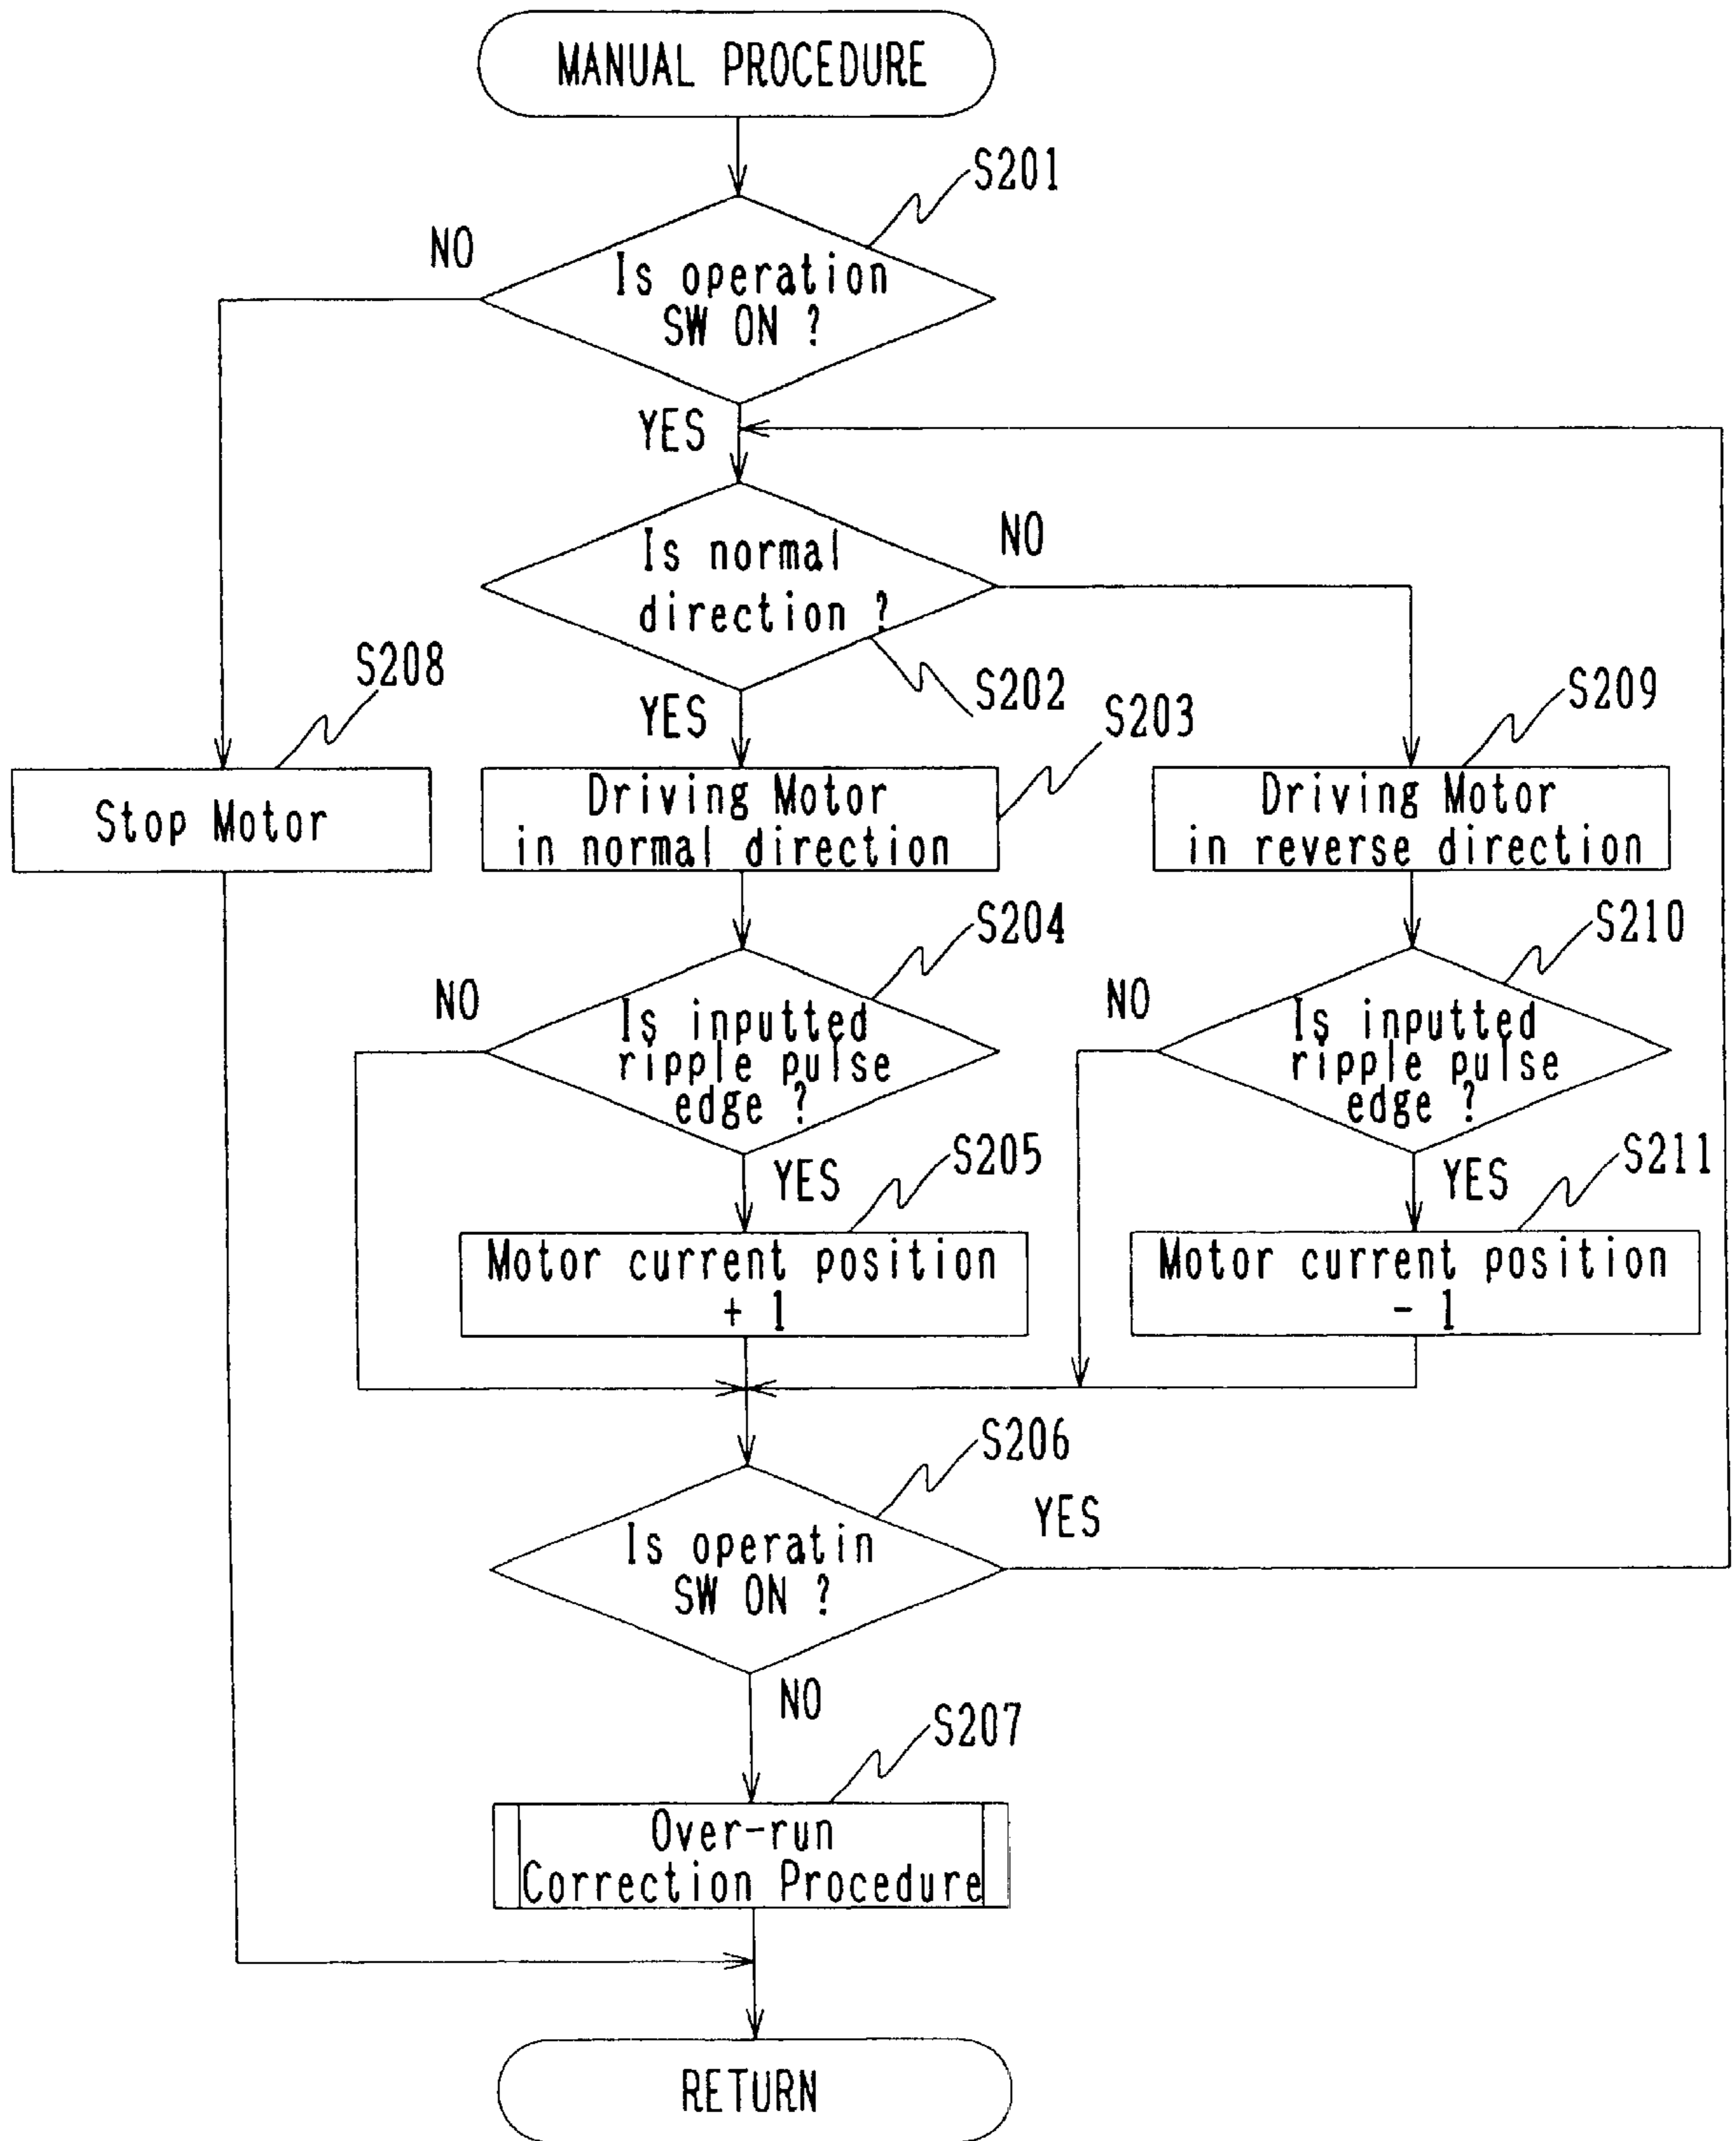 MANUAL PROCEDURE
S201
NO
Is operation
SW ON ?
YES
NO
Is normal
direction ?
S202
YES
S208
S203
S209
Stop Motor
Driving Motor
in normal direction
Driving Motor
in reverse direction
S204
S210
NO
Is inputted
ripple pulse
edge ?
NO
Is inputted
ripple pulse
edge ?
YES
S205
YES
S211
Motor current position
+ 1
Motor current position
- 1
S206
YES
Is operatin
SW ON ?
NO
S207
Over-run
Correction Procedure
RETURN